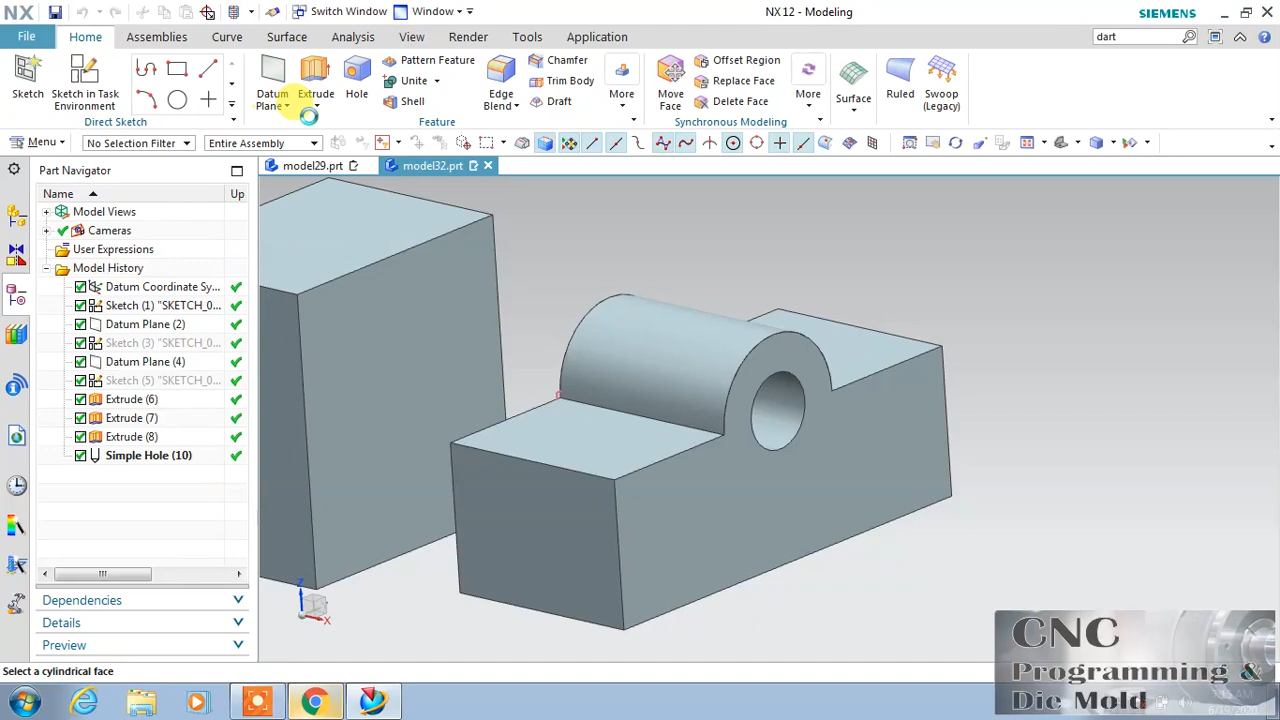 NX
Switch Window
Window
NX 12 - Modeling
SIEMENS
File
Home
Assemblies
Curve
Surface
Analysis
View
Render
Tools
Application
dart
Sketch
Sketch in Task
Environment
Direct Sketch
Datum
Plane
Extrude
Hole
Pattern Feature
Unite
Shell
Edge
Blend
Chamfer
Trim Body
Draft
More
Feature
Move
Face
Offset Region
Replace Face
Delete Face
More
Synchronous Modeling
Surface
Ruled
Swoop
(Legacy)
Menu
No Selection Filter
Entire Assembly
Part Navigator
model29.prt
model32.prt
Name
Up
Model Views
Cameras
User Expressions
Model History
Datum Coordinate Sy...
Sketch (1) "SKETCH_0...
Datum Plane (2)
Sketch (3) "SKETCH_0...
Datum Plane (4)
Sketch (5) "SKETCH_0...
Extrude (6)
Extrude (7)
Extrude (8)
Simple Hole (10)
Dependencies
Details
Preview
Z
X
Select a cylindrical face
CNC
Programming &
Die Mold